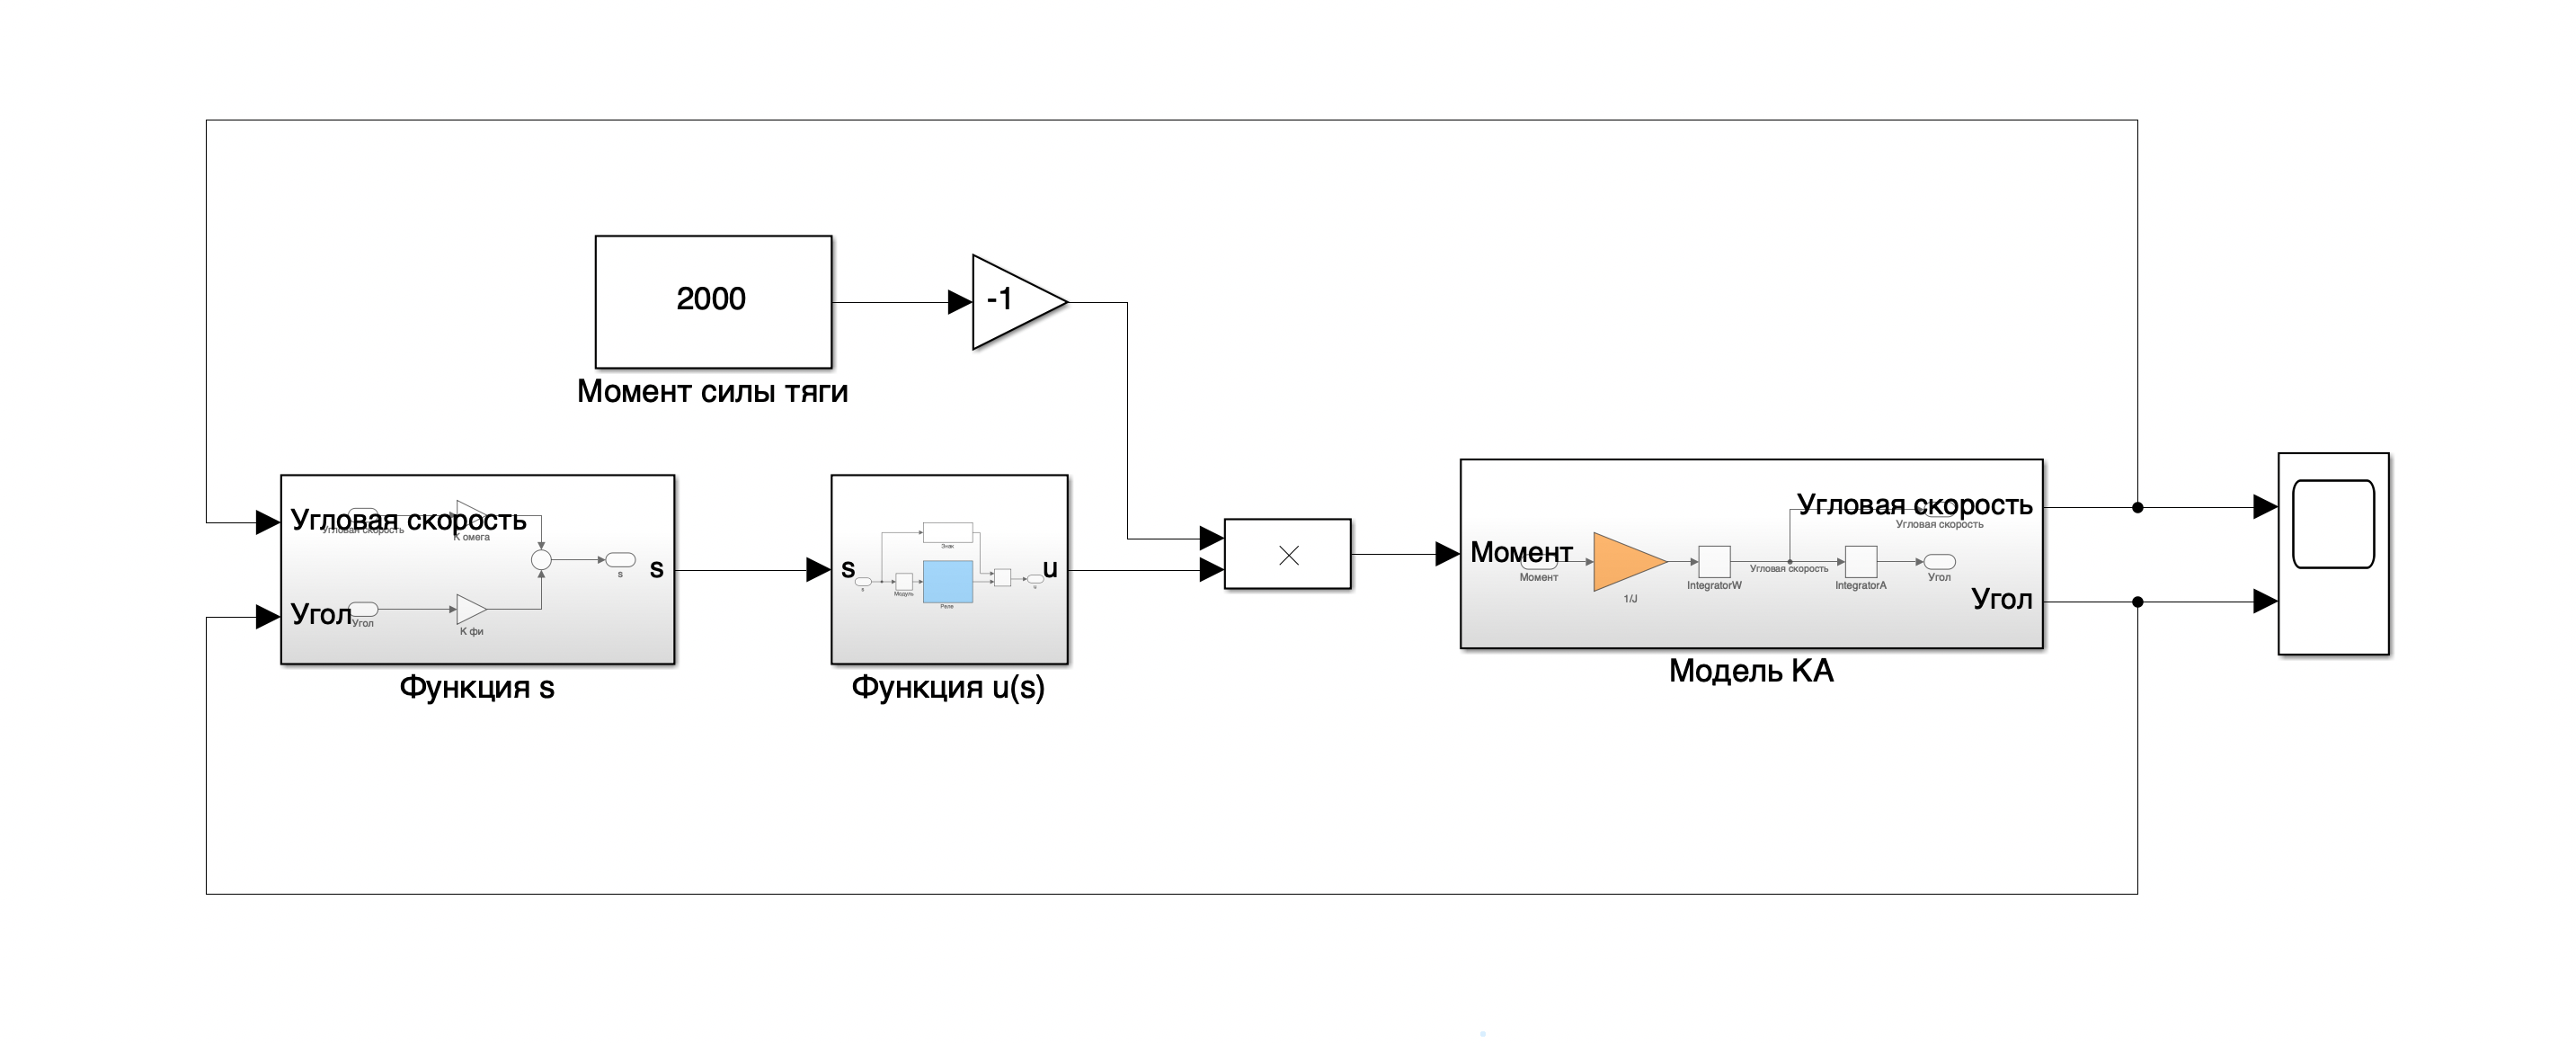 2000
-1
Момент силы тяги
Угловая скорость
Угловая скорость
К омега
Угол
Угол
К фи
s
s
Функция s
s
s
Знак
Модуль
Реле
u
Функция u(s)
Момент
Момент
1/J
IntegratorW
Угловая скорость
IntegratorA
Угловая скорость
Угловая скорость
Угол
Угол
Модель КА